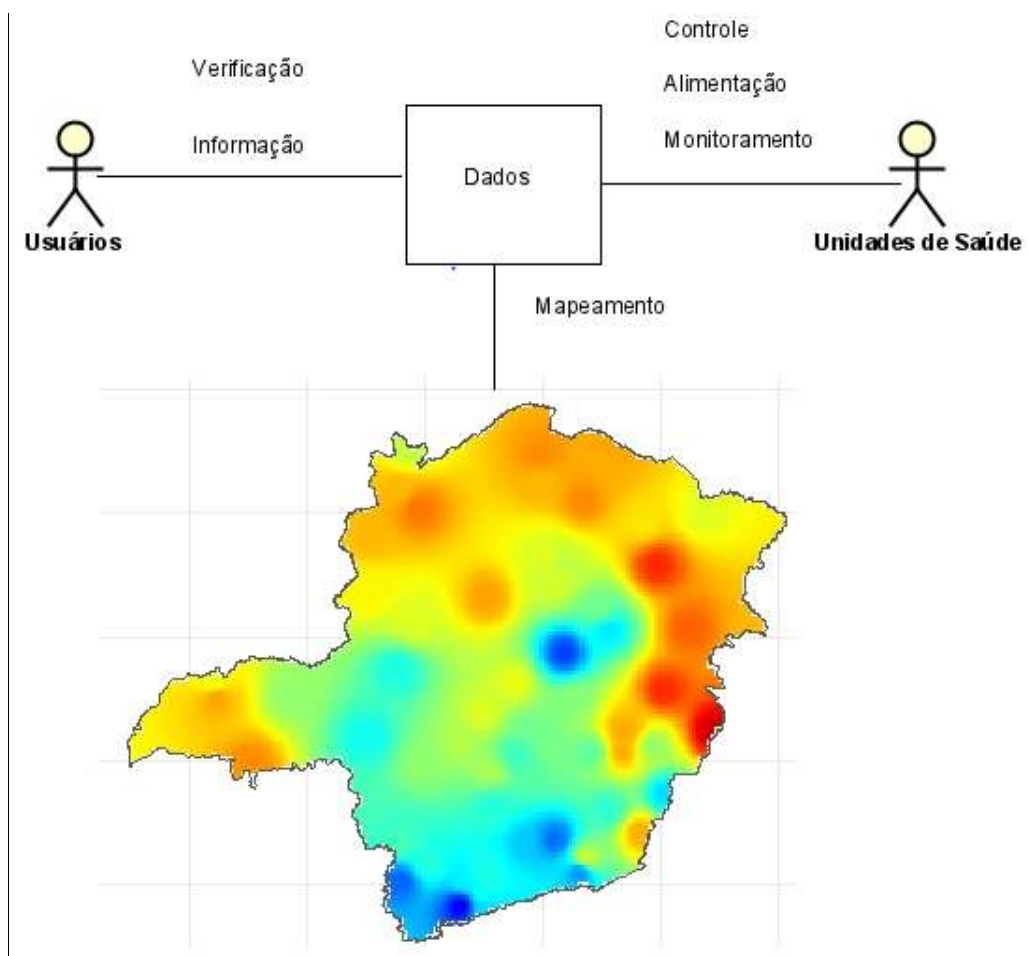 Controle
Verificação
Alimentação
Informação
Monitoramento
Dados
Usuários
Unidades de Saúde
Mapeamento